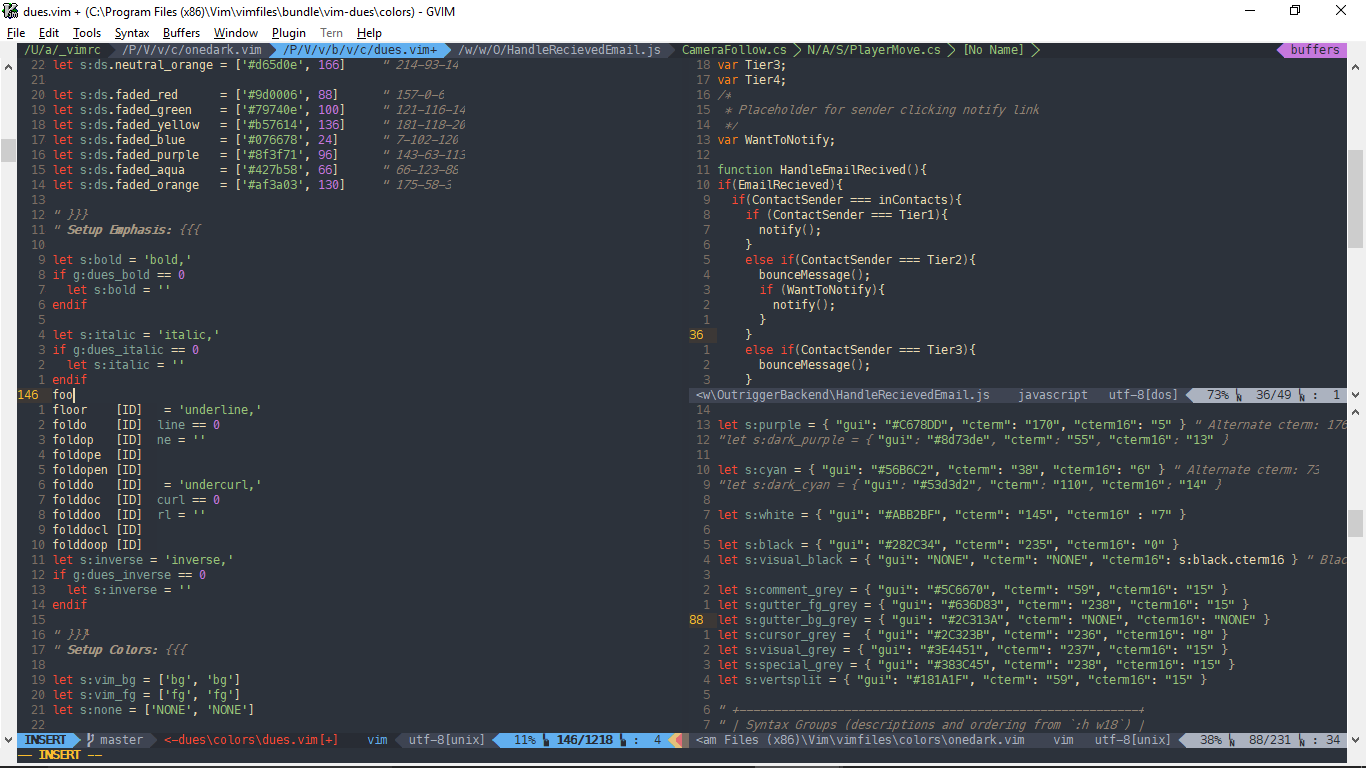 dues.vim + (C:\Program Files (x86)\Vim\vimfiles\bundle\vim-dues\colors) - GVIM
File Edit Tools Syntax Buffers Window Plugin Tern Help
/U/a/_vimrc /P/V/v/c/onedark.vim /P/V/v/b/v/c/dues.vim+ /w/w/O/HandleRecievedEmail.js CameraFollow.cs N/A/S/PlayerMove.cs [No Name] buffers
22 let s:ds.neutral_orange = ['#d65d0e', 166] " 214-93-14
21
20 let s:ds.faded_red = ['#9d0006', 88] " 157-0-6
19 let s:ds.faded_green = ['#79740e', 100] " 121-116-14
18 let s:ds.faded_yellow = ['#b57614', 136] " 181-118-20
17 let s:ds.faded_blue = ['#076678', 24] " 7-102-120
16 let s:ds.faded_purple = ['#8f3f71', 96] " 143-63-113
15 let s:ds.faded_aqua = ['#427b58', 66] " 66-123-88
14 let s:ds.faded_orange = ['#af3a03', 130] " 175-58-3
13
12 " }}}
11 " Setup Emphasis: {{{
10
9 let s:bold = 'bold,'
8 if g:dues_bold == 0
7 let s:bold = ''
6 endif
5
4 let s:italic = 'italic,'
3 if g:dues_italic == 0
2 let s:italic = ''
1 endif
146 foo
1 floor [ID] = 'underline,'
2 foldo [ID] line == 0
3 foldop [ID] ne = ''
4 foldope [ID]
5 foldopen [ID]
6 folddo [ID] = 'undercurl,'
7 folddoc [ID] curl == 0
8 folddoo [ID] rl = ''
9 folddocl [ID]
10 folddoop [ID]
11 let s:inverse = 'inverse,'
12 if g:dues_inverse == 0
13 let s:inverse = ''
14 endif
15
16 " }}}
17 " Setup Colors: {{{
18
19 let s:vim_bg = ['bg', 'bg']
20 let s:vim_fg = ['fg', 'fg']
21 let s:none = ['NONE', 'NONE']
22
INSERT master <-dues\colors\dues.vim[+] vim utf-8[unix] 11% 146/1218 : 4
-- INSERT --
18 var Tier3;
17 var Tier4;
16 /*
15 * Placeholder for sender clicking notify link
14 */
13 var WantToNotify;
12
11 function HandleEmailRecived(){
10 if(EmailRecieved){
9 if(ContactSender === inContacts){
8 if (ContactSender === Tier1){
7 notify();
6 }
5 else if(ContactSender === Tier2){
4 bounceMessage();
3 if (WantToNotify){
2 notify();
1 }
36 }
1 else if(ContactSender === Tier3){
2 bounceMessage();
3 }
<w\OutriggerBackend\HandleRecievedEmail.js javascript utf-8[dos] 73% 36/49 : 1
14
13 let s:purple = { "gui": "#C678DD", "cterm": "170", "cterm16": "5" } " Alternate cterm: 176
12 "let s:dark_purple = { "gui": "#8d73de", "cterm": "55", "cterm16": "13" }
11
10 let s:cyan = { "gui": "#56B6C2", "cterm": "38", "cterm16": "6" } " Alternate cterm: 73
9 "let s:dark_cyan = { "gui": "#53d3d2", "cterm": "110", "cterm16": "14" }
8
7 let s:white = { "gui": "#ABB2BF", "cterm": "145", "cterm16" : "7" }
6
5 let s:black = { "gui": "#282C34", "cterm": "235", "cterm16": "0" }
4 let s:visual_black = { "gui": "NONE", "cterm": "NONE", "cterm16": s:black.cterm16 } " Blac
3
2 let s:comment_grey = { "gui": "#5C6670", "cterm": "59", "cterm16": "15" }
1 let s:gutter_fg_grey = { "gui": "#636D83", "cterm": "238", "cterm16": "15" }
88 let s:gutter_bg_grey = { "gui": "#2C313A", "cterm": "NONE", "cterm16": "NONE" }
1 let s:cursor_grey = { "gui": "#2C323B", "cterm": "236", "cterm16": "8" }
2 let s:visual_grey = { "gui": "#3E4451", "cterm": "237", "cterm16": "15" }
3 let s:special_grey = { "gui": "#383C45", "cterm": "238", "cterm16": "15" }
4 let s:vertsplit = { "gui": "#181A1F", "cterm": "59", "cterm16": "15" }
5
6 " +---------------------------------------------------------+
7 " | Syntax Groups (descriptions and ordering from `:h w18`) |
<am Files (x86)\Vim\vimfiles\colors\onedark.vim vim utf-8[unix] 38% 88/231 : 34